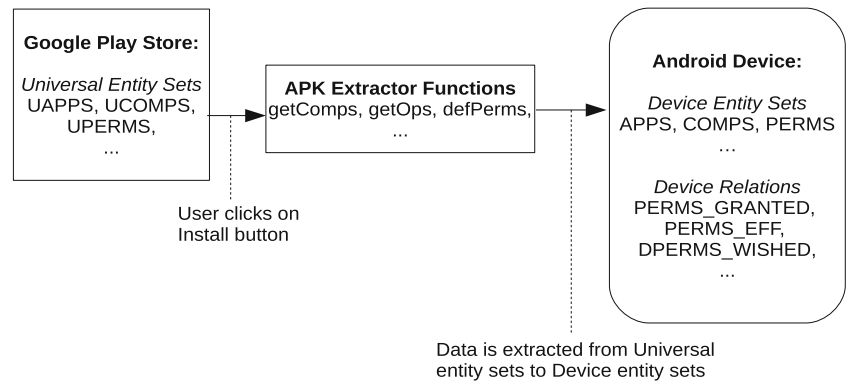 Google Play Store:
Universal Entity Sets
UAPPS, UCOMPS,
UPERMS,
...
User clicks on
Install button
APK Extractor Functions
getComps, getOps, defPerms,
...
Data is extracted from Universal
entity sets to Device entity sets
Android Device:
Device Entity Sets
APPS, COMPS, PERMS
...
Device Relations
PERMS_GRANTED,
PERMS_EFF,
DPERMS_WISHED,
...